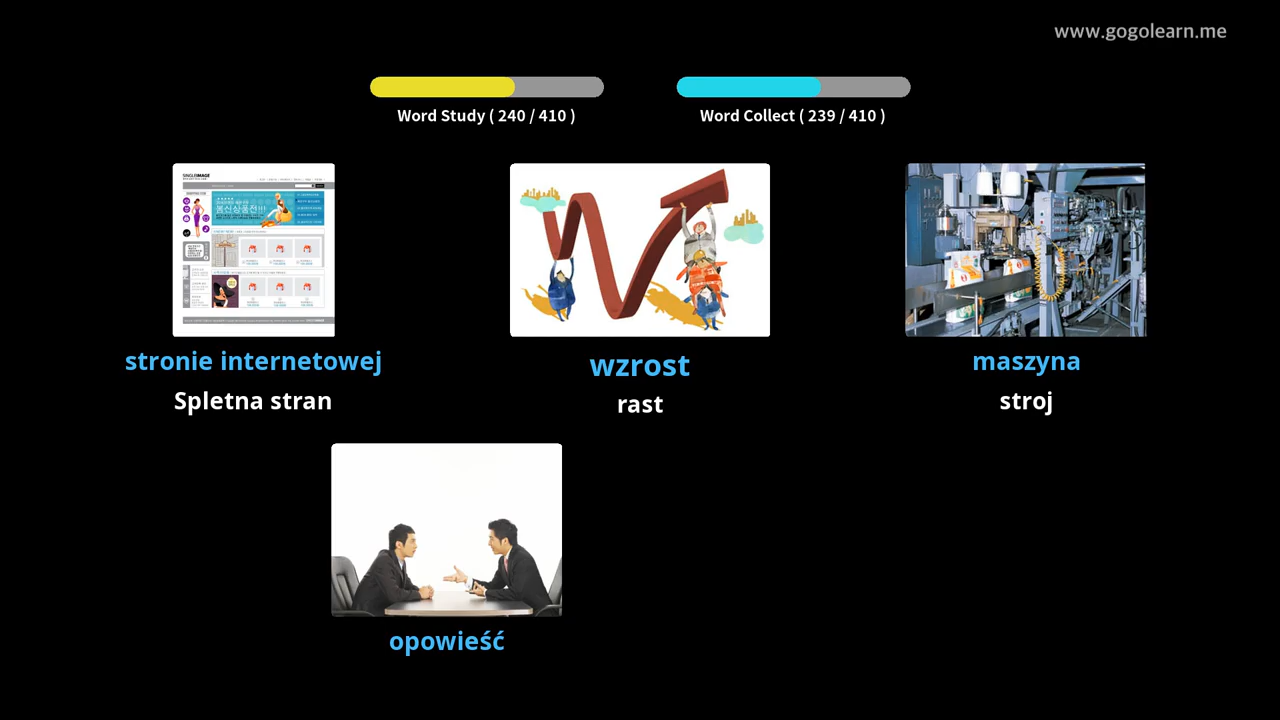 www.gogolearn.me
Word Study ( 240 / 410 )
Word Collect ( 239 / 410 )
stronie internetowej
Spletna stran
wzrost
rast
maszyna
stroj
opowieść